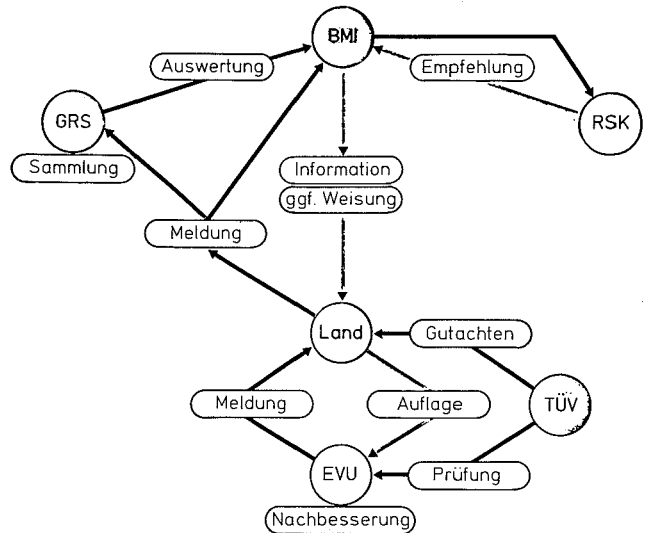 BMI
Auswertung
Empfehlung
GRS
RSK
Sammlung
Information
ggf. Weisung
Meldung
Land
Gutachten
Meldung
Auflage
TÜV
EVU
Prüfung
Nachbesserung